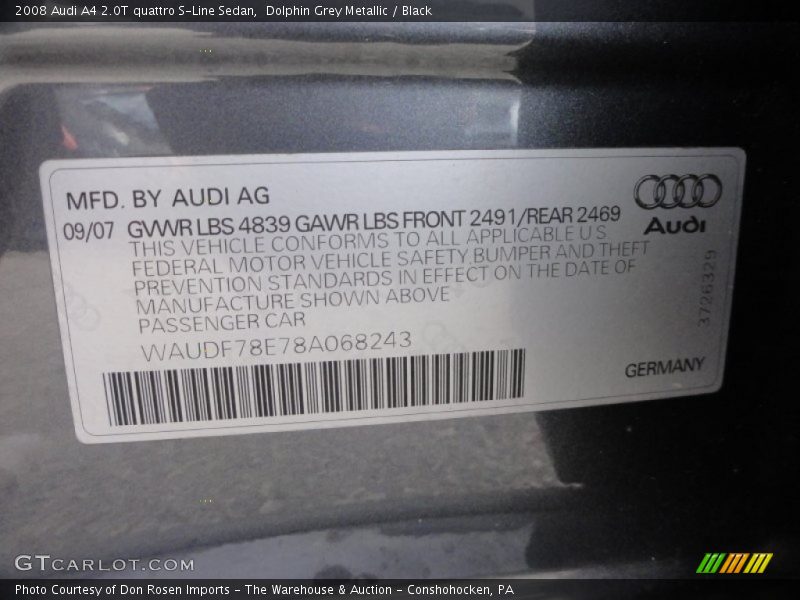 2008 Audi A4 2.0T quattro S-Line Sedan,  Dolphin Grey Metallic / Black
MFD. BY AUDI AG
09/07 GVWR LBS 4839 GAWR LBS FRONT 2491/REAR 2469
THIS VEHICLE CONFORMS TO ALL APPLICABLE U S
FEDERAL MOTOR VEHICLE SAFETY BUMPER AND THEFT
PREVENTION STANDARDS IN EFFECT ON THE DATE OF
MANUFACTURE SHOWN ABOVE
PASSENGER CAR
WAUDF78E78A068243
Audi
3726329
GERMANY
GTCARLOT.COM
Photo Courtesy of Don Rosen Imports - The Warehouse & Auction - Conshohocken, PA